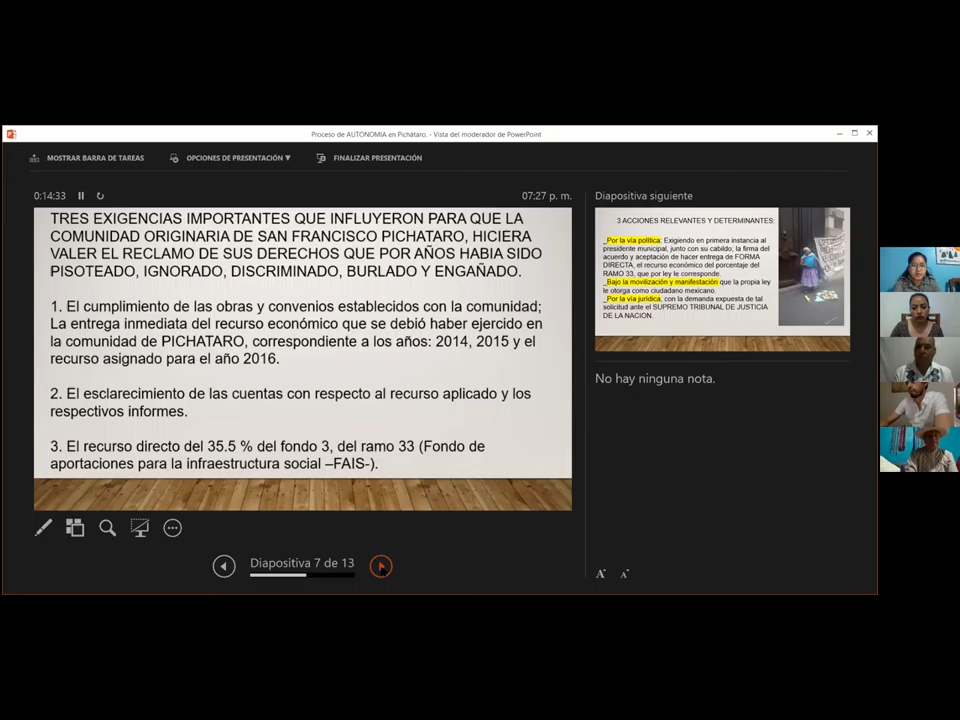 Proceso de AUTONOMIA en Pichátaro. - Vista del moderador de PowerPoint
MOSTRAR BARRA DE TAREAS
OPCIONES DE PRESENTACIÓN ▼
FINALIZAR PRESENTACIÓN
0:14:33
07:27 p. m.
TRES EXIGENCIAS IMPORTANTES QUE INFLUYERON PARA QUE LA
COMUNIDAD ORIGINARIA DE SAN FRANCISCO PICHATARO, HICIERA
VALER EL RECLAMO DE SUS DERECHOS QUE POR AÑOS HABIA SIDO
PISOTEADO, IGNORADO, DISCRIMINADO, BURLADO Y ENGAÑADO.
1. El cumplimiento de las obras y convenios establecidos con la comunidad;
La entrega inmediata del recurso económico que se debió haber ejercido en
la comunidad de PICHATARO, correspondiente a los años: 2014, 2015 y el
recurso asignado para el año 2016.
2. El esclarecimiento de las cuentas con respecto al recurso aplicado y los
respectivos informes.
3. El recurso directo del 35.5 % del fondo 3, del ramo 33 (Fondo de
aportaciones para la infraestructura social –FAIS-).
Diapositiva 7 de 13
Diapositiva siguiente
3 ACCIONES RELEVANTES Y DETERMINANTES:
_Por la vía política: Exigiendo en primera instancia al
presidente municipal, junto con su cabildo; la firma del
acuerdo y aceptación de hacer entrega de FORMA
DIRECTA, el recurso económico del porcentaje del
RAMO 33, que por ley le corresponde.
_Bajo la movilización y manifestación que la propia ley
le otorga como ciudadano mexicano.
_Por la vía jurídica, con la demanda expuesta de tal
solicitud ante el SUPREMO TRIBUNAL DE JUSTICIA
DE LA NACION.
No hay ninguna nota.
A A